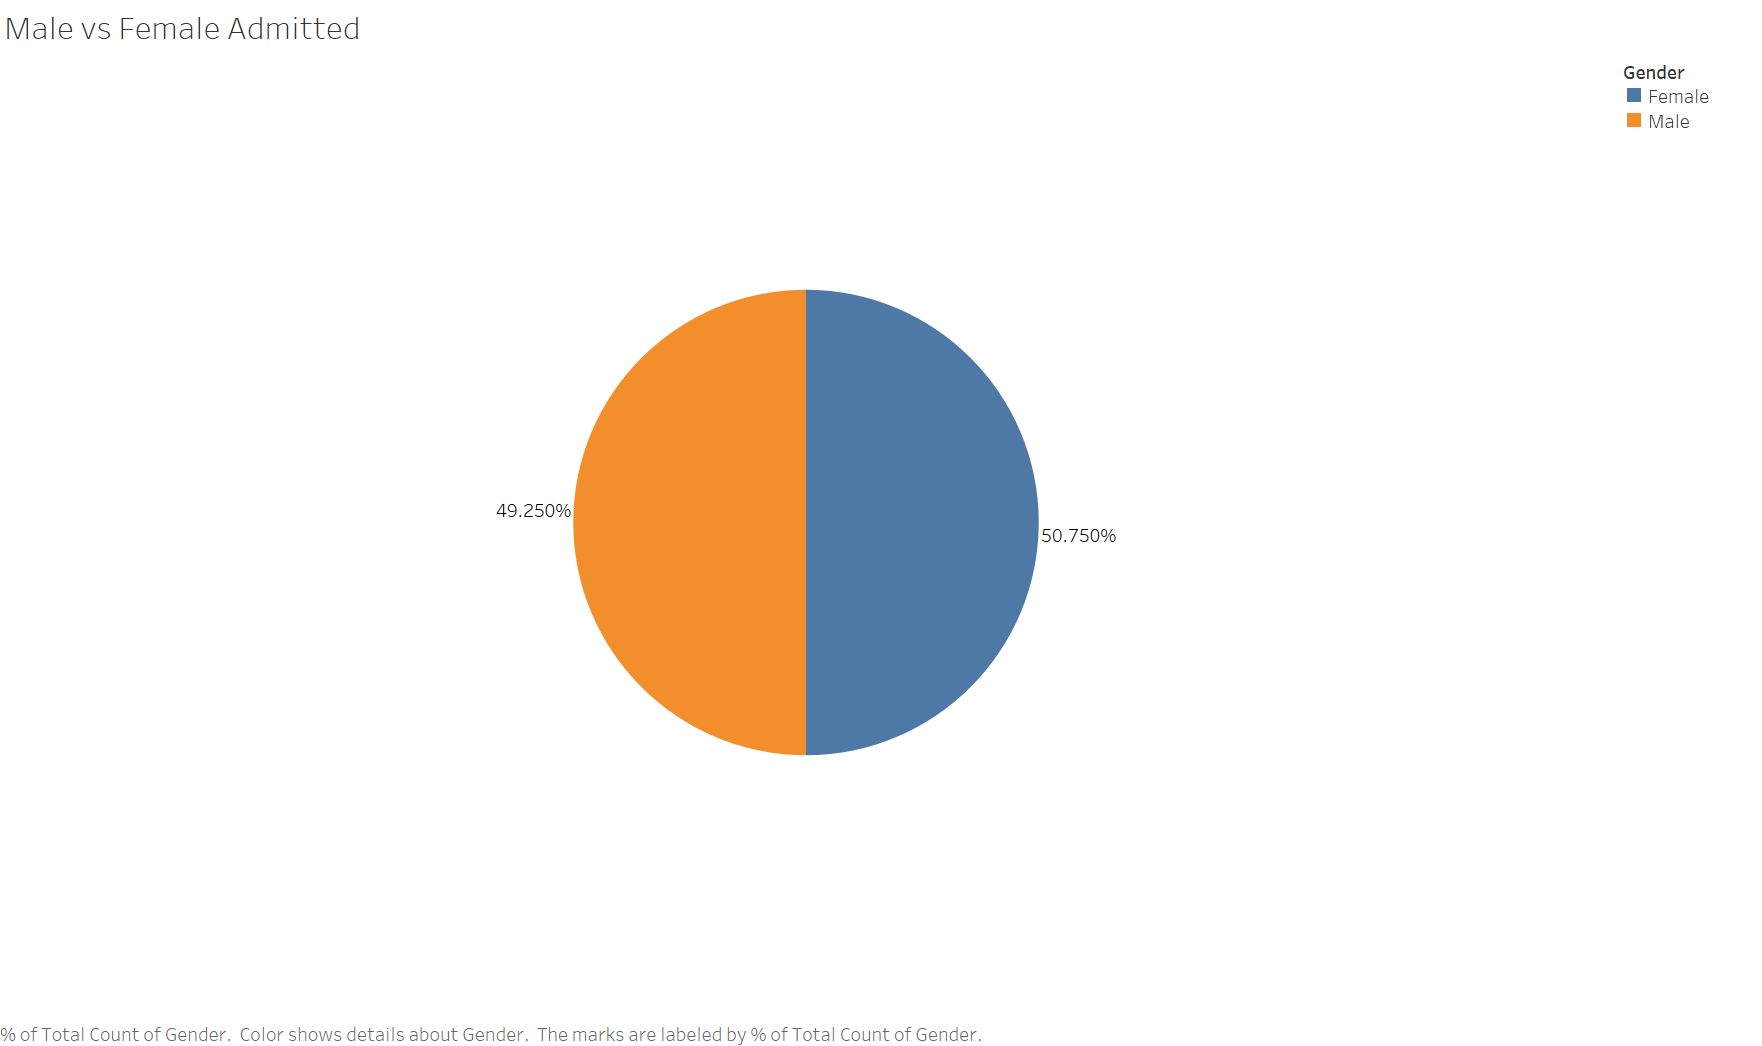 Male vs Female Admitted
Gender
Female
Male
49.250%
50.750%
% of Total Count of Gender.  Color shows details about Gender.  The marks are labeled by % of Total Count of Gender.